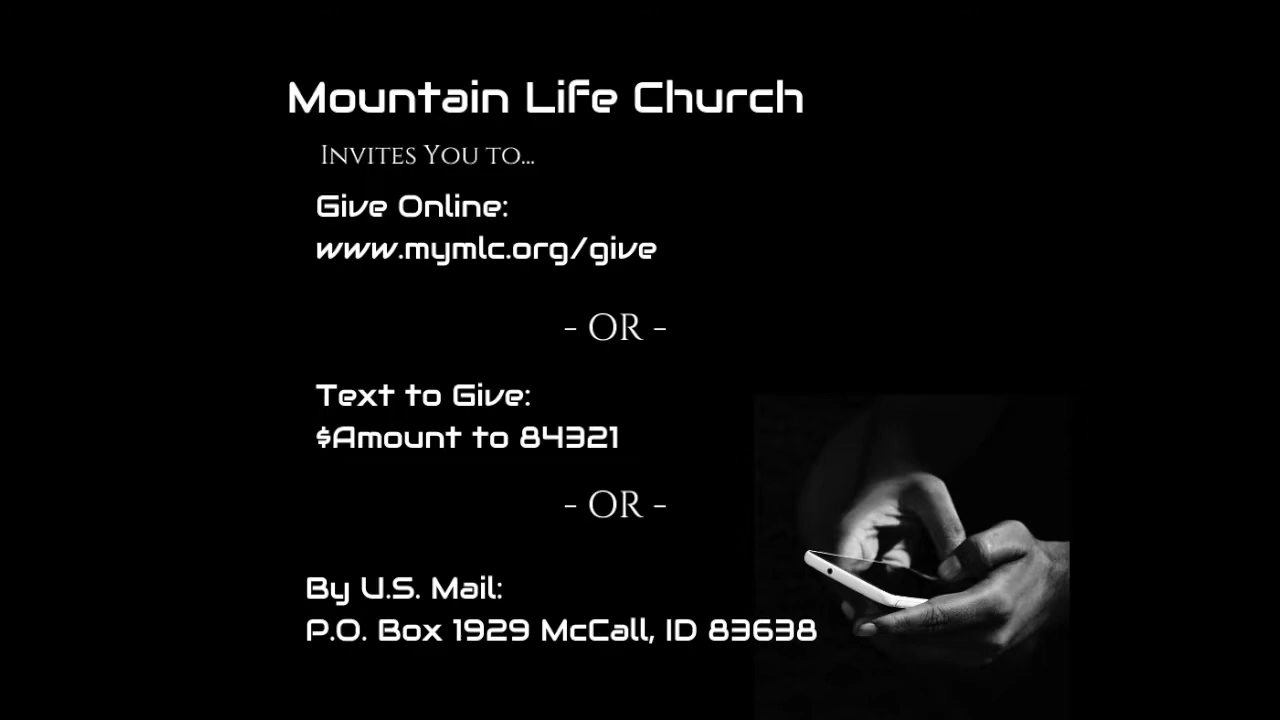 Mountain Life Church
Invites You to...
Give Online:
www.mymlc.org/give
- OR -
Text to Give:
$Amount to 84321
- OR -
By U.S. Mail:
P.O. Box 1929 McCall, ID 83638